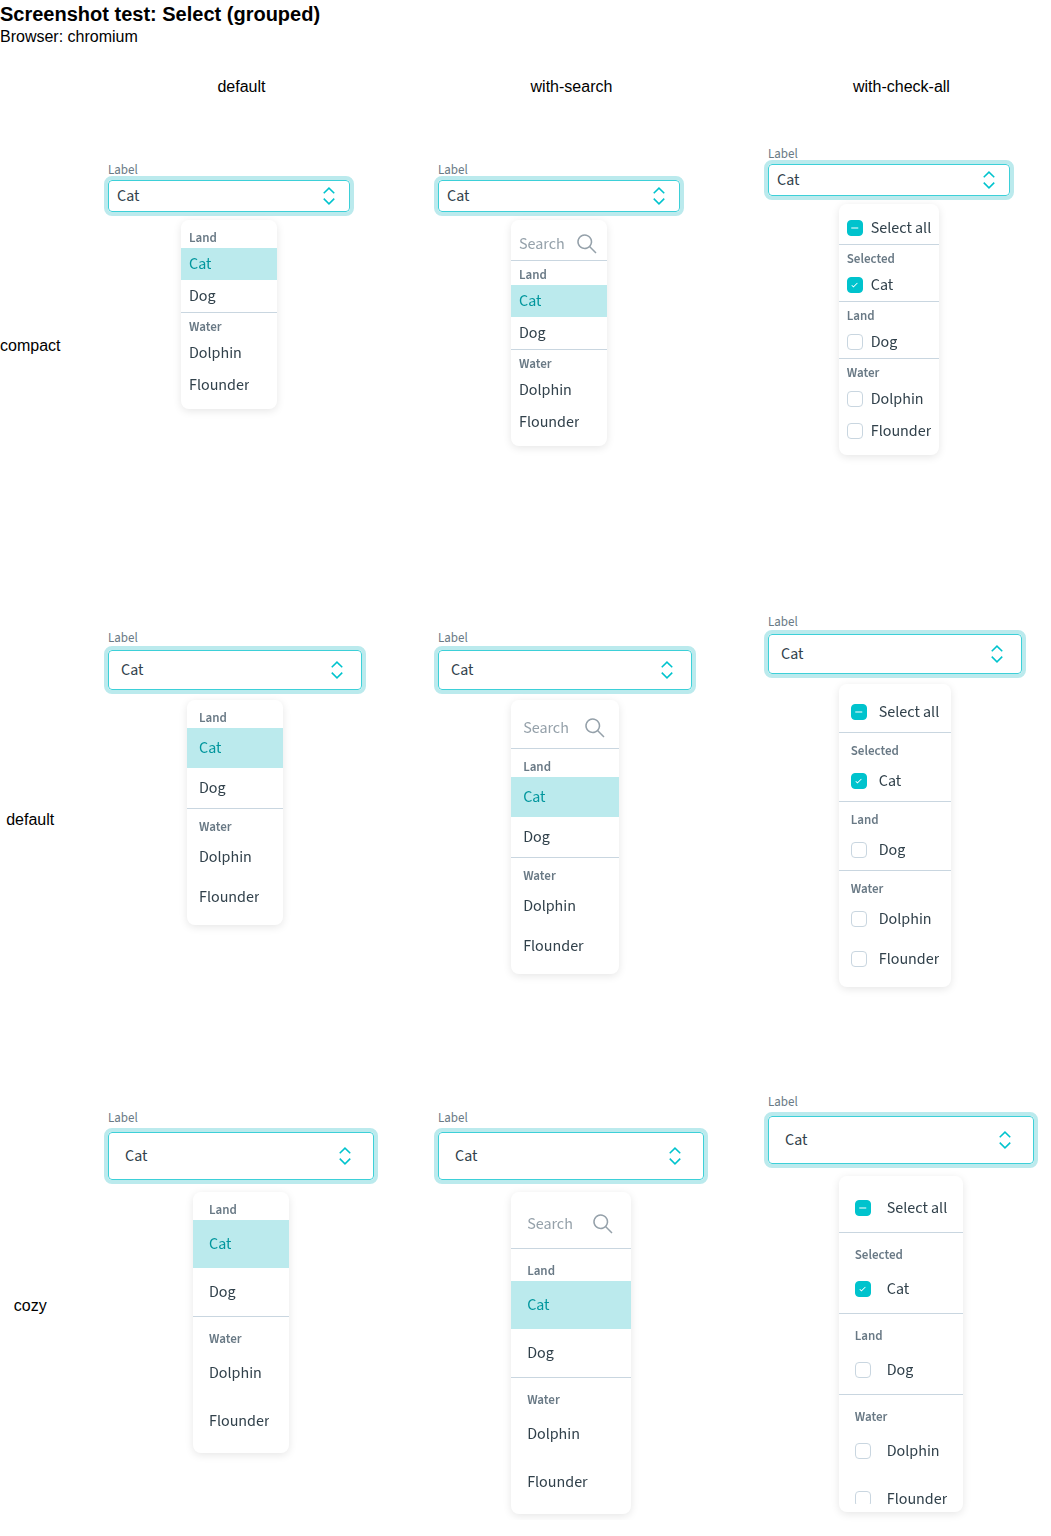 Screenshot test: Select (grouped)
Browser: chromium
default
with-search
with-check-all
compact
Label
Cat
Land
Cat
Dog
Water
Dolphin
Flounder
Label
Cat
Search
Land
Cat
Dog
Water
Dolphin
Flounder
Label
Cat
Select all
Selected
Cat
Land
Dog
Water
Dolphin
Flounder
default
Label
Cat
Land
Cat
Dog
Water
Dolphin
Flounder
Label
Cat
Search
Land
Cat
Dog
Water
Dolphin
Flounder
Label
Cat
Select all
Selected
Cat
Land
Dog
Water
Dolphin
Flounder
cozy
Label
Cat
Land
Cat
Dog
Water
Dolphin
Flounder
Label
Cat
Search
Land
Cat
Dog
Water
Dolphin
Flounder
Label
Cat
Select all
Selected
Cat
Land
Dog
Water
Dolphin
Flounder